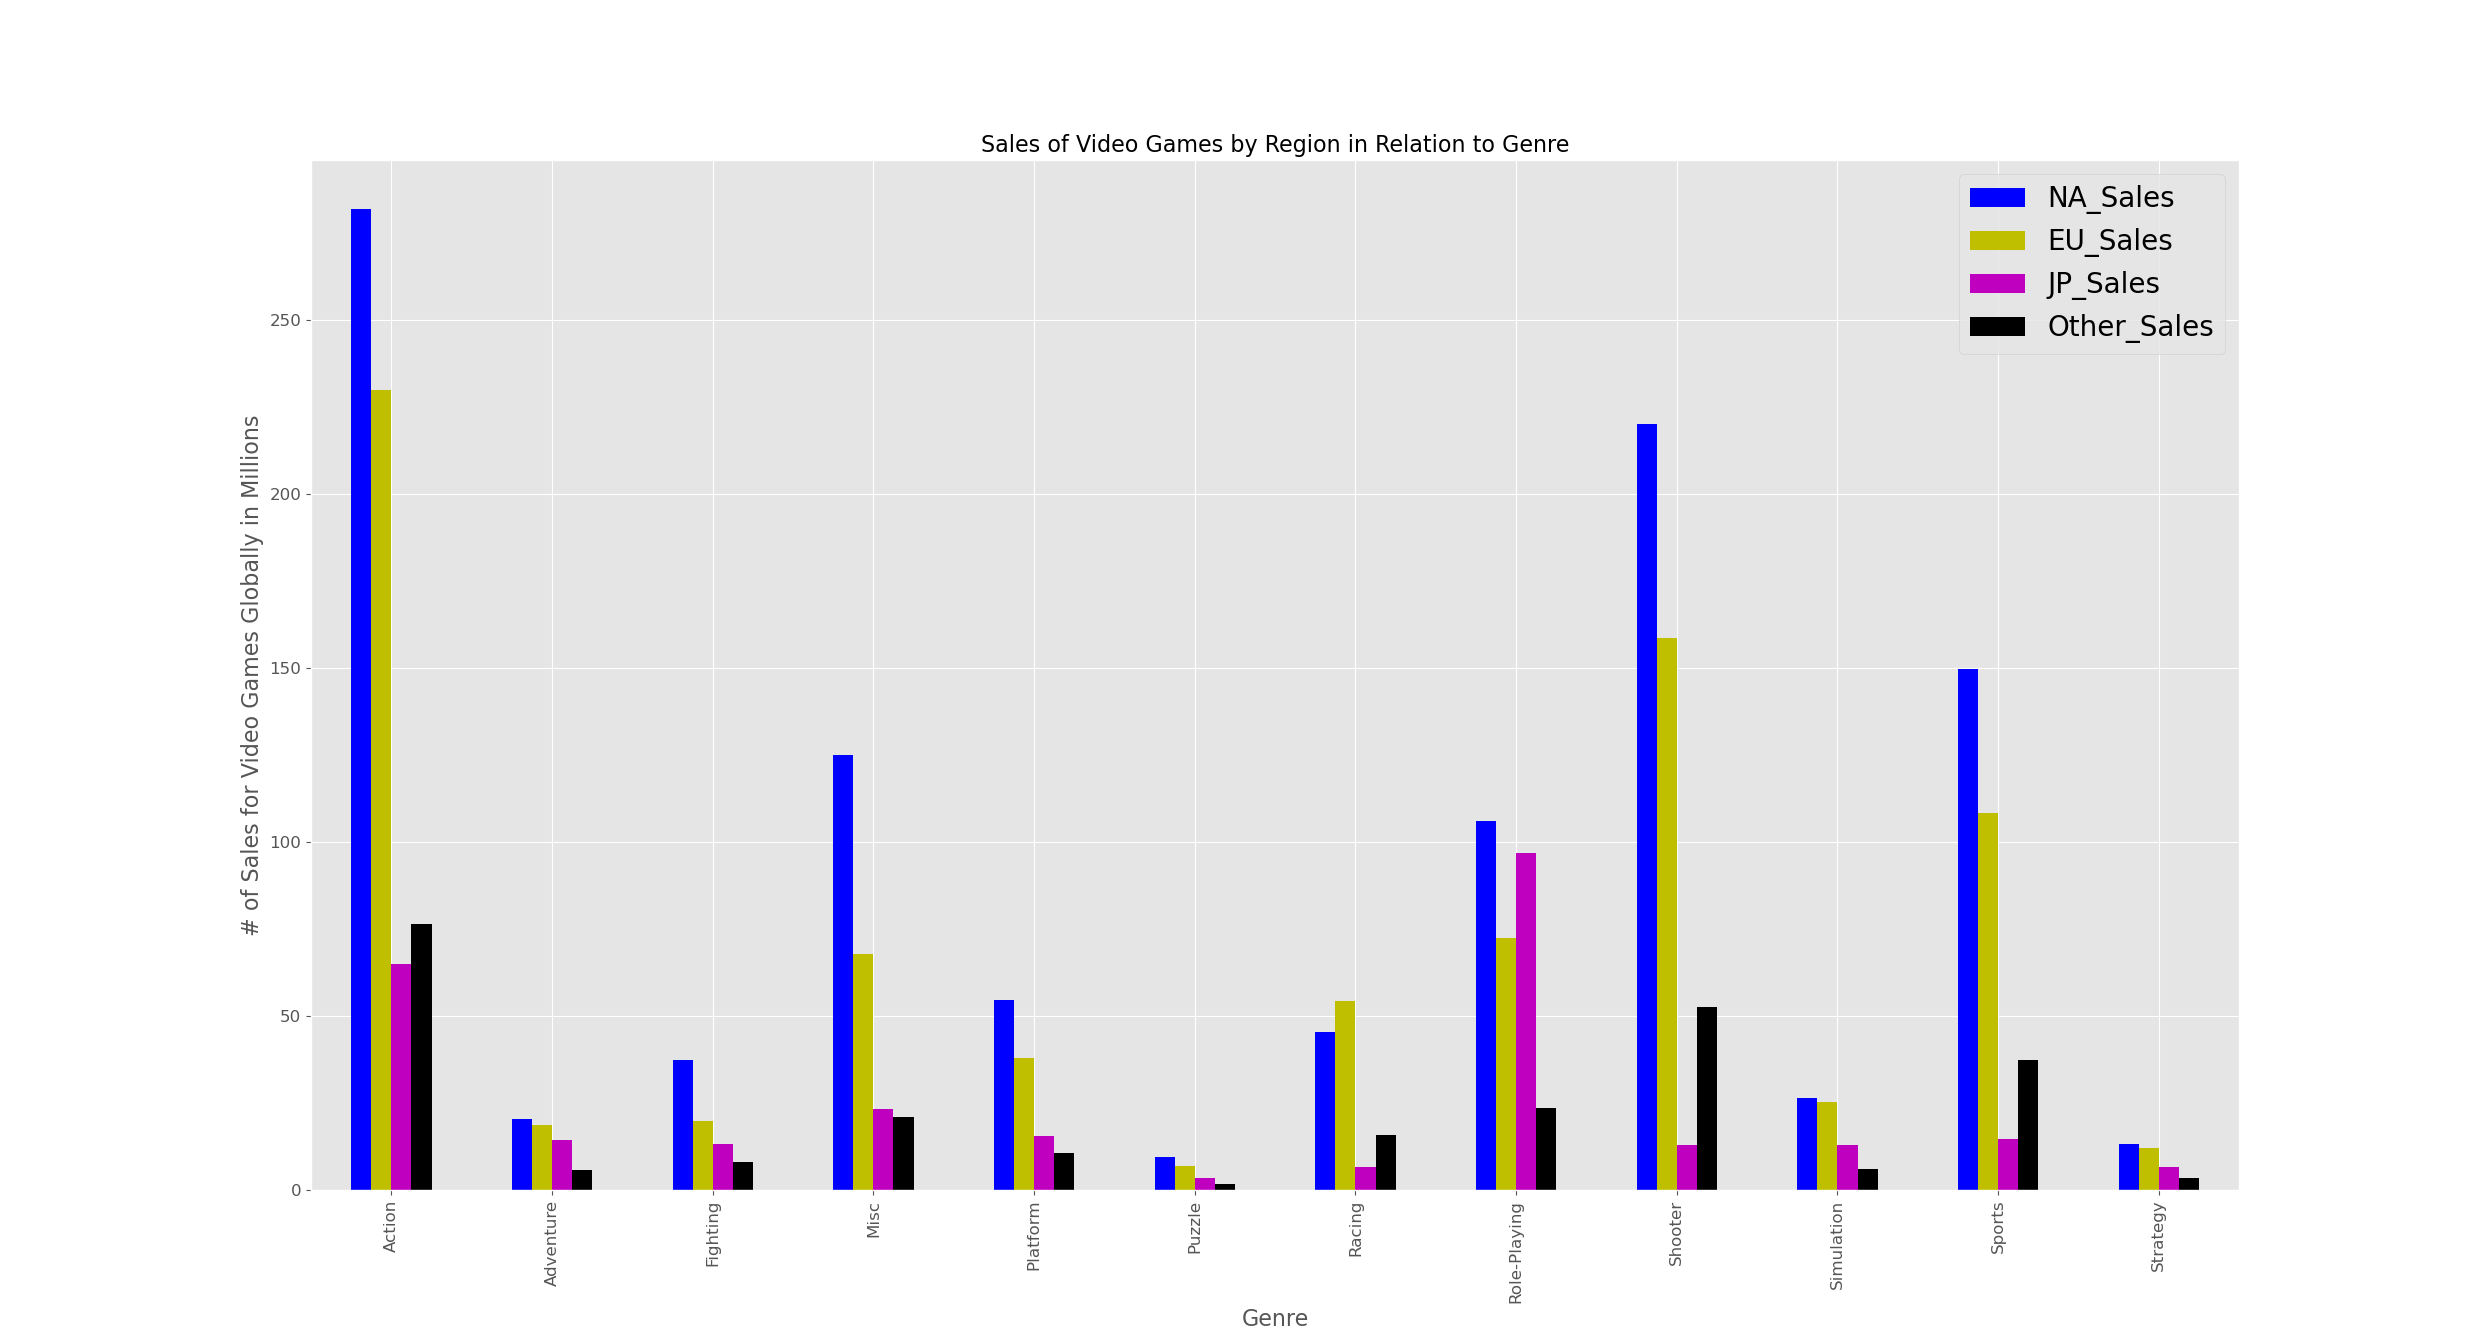 Sales of Video Games by Region in Relation to Genre
NA_Sales
EU_Sales
JP_Sales
Other_Sales
# of Sales for Video Games Globally in Millions
250
200
150
100
50
0
Action
Adventure
Fighting
Misc
Platform
Puzzle
Racing
Role-Playing
Shooter
Simulation
Sports
Strategy
Genre